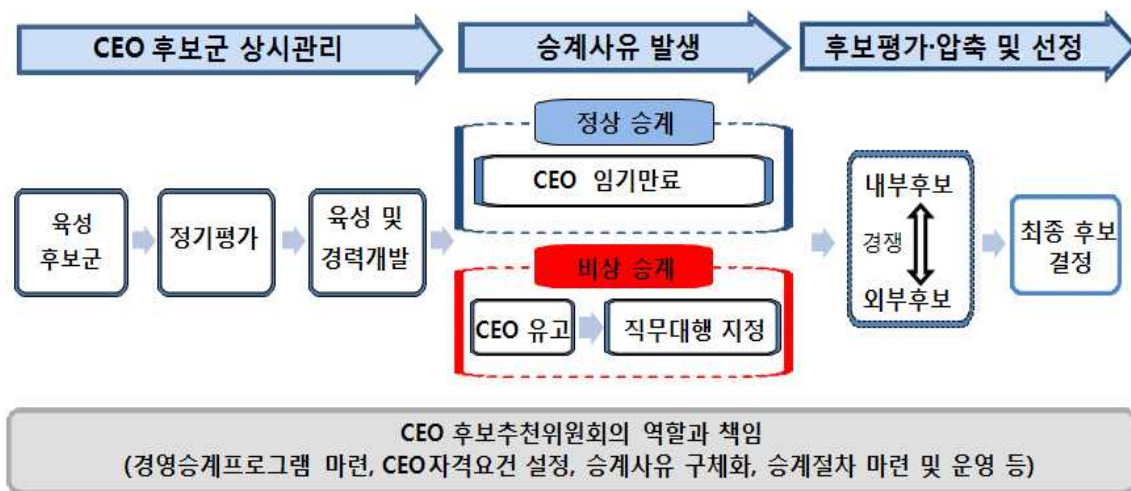 CEO 후보군 상시관리
승계사유 발생
후보평가·압축 및 선정
육성
후보군
정기평가
육성 및
경력개발
정상 승계
CEO 임기만료
비상 승계
CEO 유고
직무대행 지정
내부후보
경쟁
외부후보
최종 후보
결정
CEO 후보추천위원회의 역할과 책임
(경영승계프로그램 마련, CEO자격요건 설정, 승계사유 구체화, 승계절차 마련 및 운영 등)